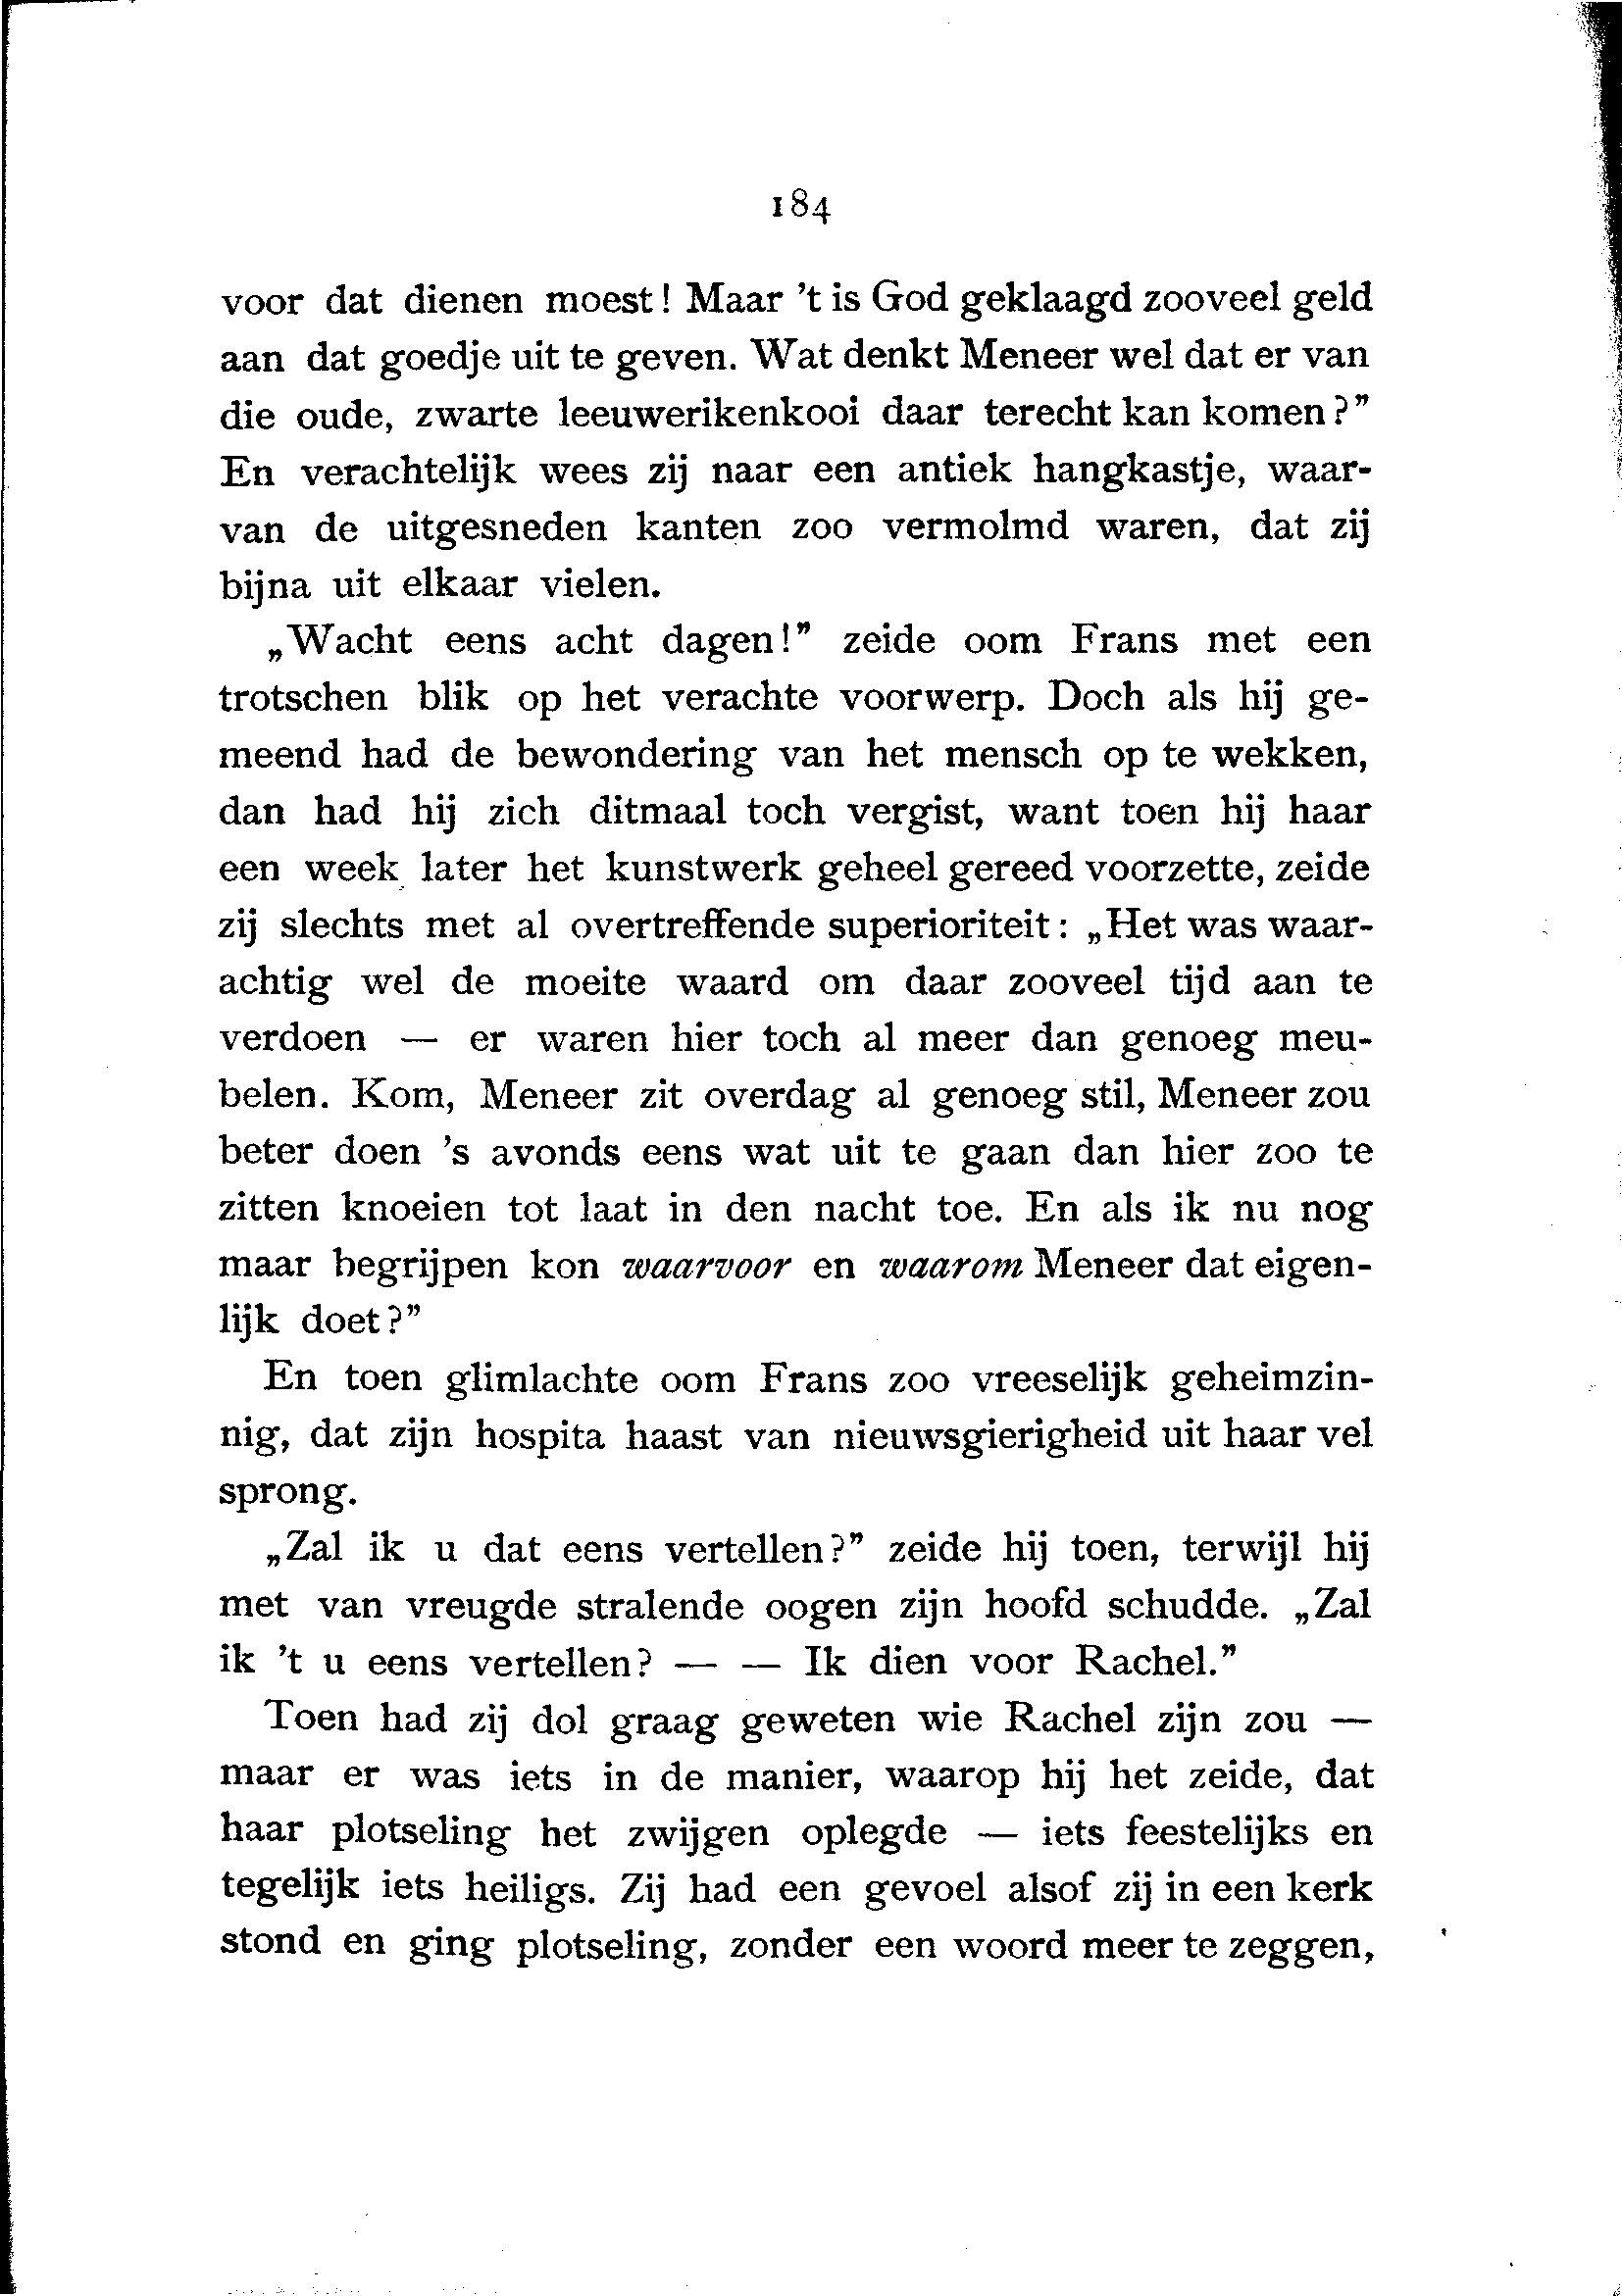 184
voor dat dienen moest! Maar 't is God geklaagd zooveel geld
aan dat goedje uit te geven. Wat denkt Meneer wel dat er van
die oude, zwarte leeuwerikenkooi daar terecht kan komen?”
En verachtelijk wees zij naar een antiek hangkastje, waar-
van de uitgesneden kanten zoo vermolmd waren, dat zij
bijna uit elkaar vielen.
„Wacht eens acht dagen!” zeide oom Frans met een
trotschen blik op het verachte voorwerp. Doch als hij ge-
meend had de bewondering van het mensch op te wekken,
dan had hij zich ditmaal toch vergist, want toen hij haar
een week later het kunstwerk geheel gereed voorzette, zeide
zij slechts met al overtreffende superioriteit: „Het was waar-
achtig wel de moeite waard om daar zooveel tijd aan te
verdoen — er waren hier toch al meer dan genoeg meu-
belen. Kom, Meneer zit overdag al genoeg stil, Meneer zou
beter doen 's avonds eens wat uit te gaan dan hier zoo te
zitten knoeien tot laat in den nacht toe. En als ik nu nog
maar begrijpen kon waarvoor en waarom Meneer dat eigen-
lijk doet?”
En toen glimlachte oom Frans zoo vreeselijk geheimzin-
nig, dat zijn hospita haast van nieuwsgierigheid uit haar vel
sprong.
„Zal ik u dat eens vertellen?” zeide hij toen, terwijl hij
met van vreugde stralende oogen zijn hoofd schudde. „Zal
ik 't u eens vertellen? — — Ik dien voor Rachel.”
Toen had zij dol graag geweten wie Rachel zijn zou —
maar er was iets in de manier, waarop hij het zeide, dat
haar plotseling het zwijgen oplegde — iets feestelijks en
tegelijk iets heiligs. Zij had een gevoel alsof zij in een kerk
stond en ging plotseling, zonder een woord meer te zeggen,